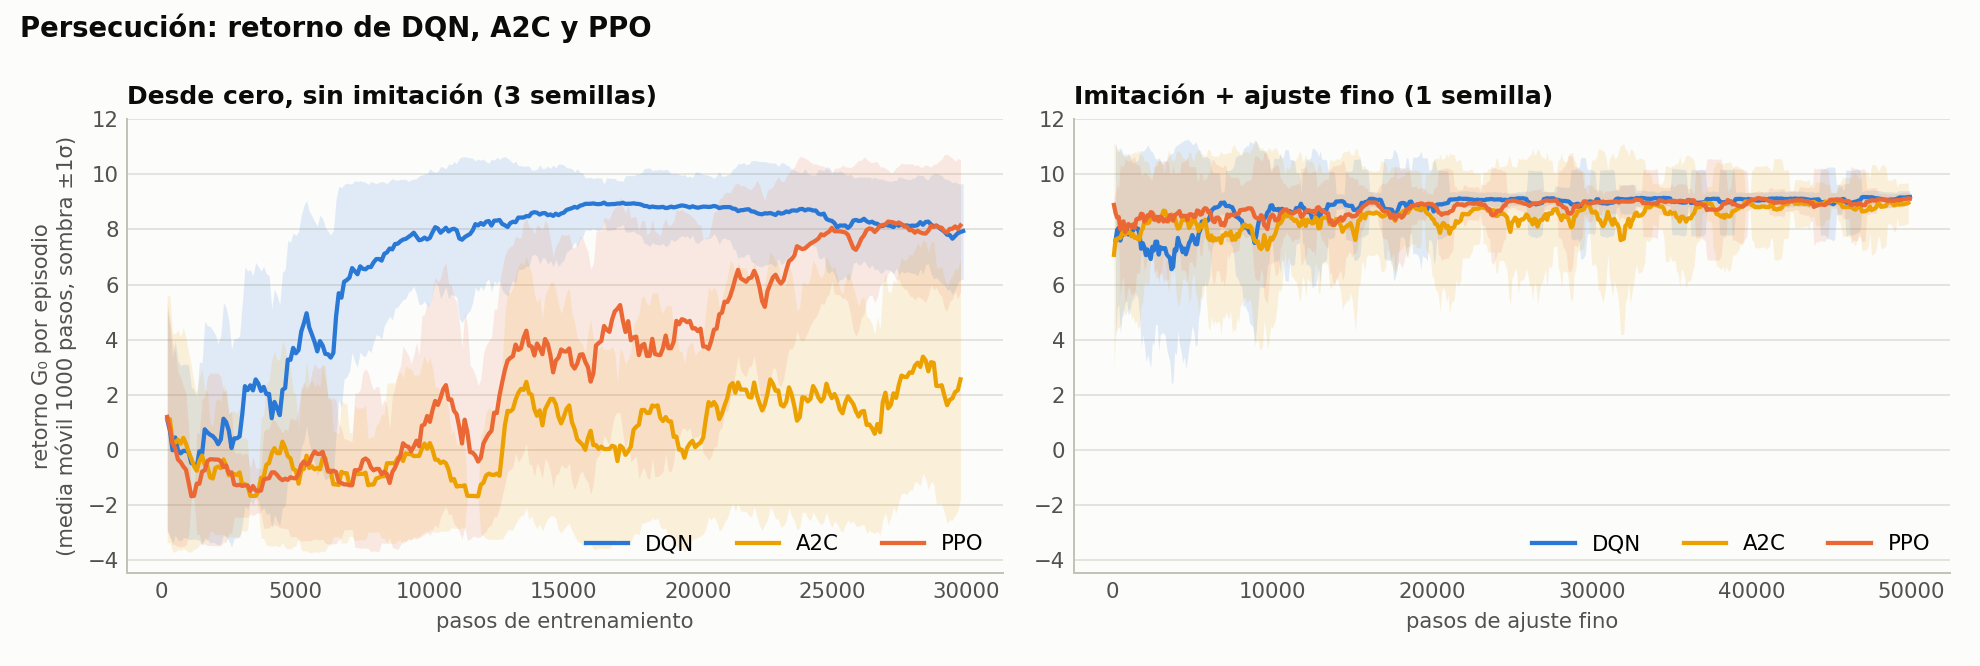 Persecución: retorno de DQN, A2C y PPO
Desde cero, sin imitación (3 semillas)
retorno G₀ por episodio
(media móvil 1000 pasos, sombra ±1σ)
12
10
8
6
4
2
0
−2
−4
DQN
A2C
PPO
0
5000
10000
15000
20000
25000
30000
pasos de entrenamiento
Imitación + ajuste fino (1 semilla)
12
10
8
6
4
2
0
−2
−4
DQN
A2C
PPO
0
10000
20000
30000
40000
50000
pasos de ajuste fino